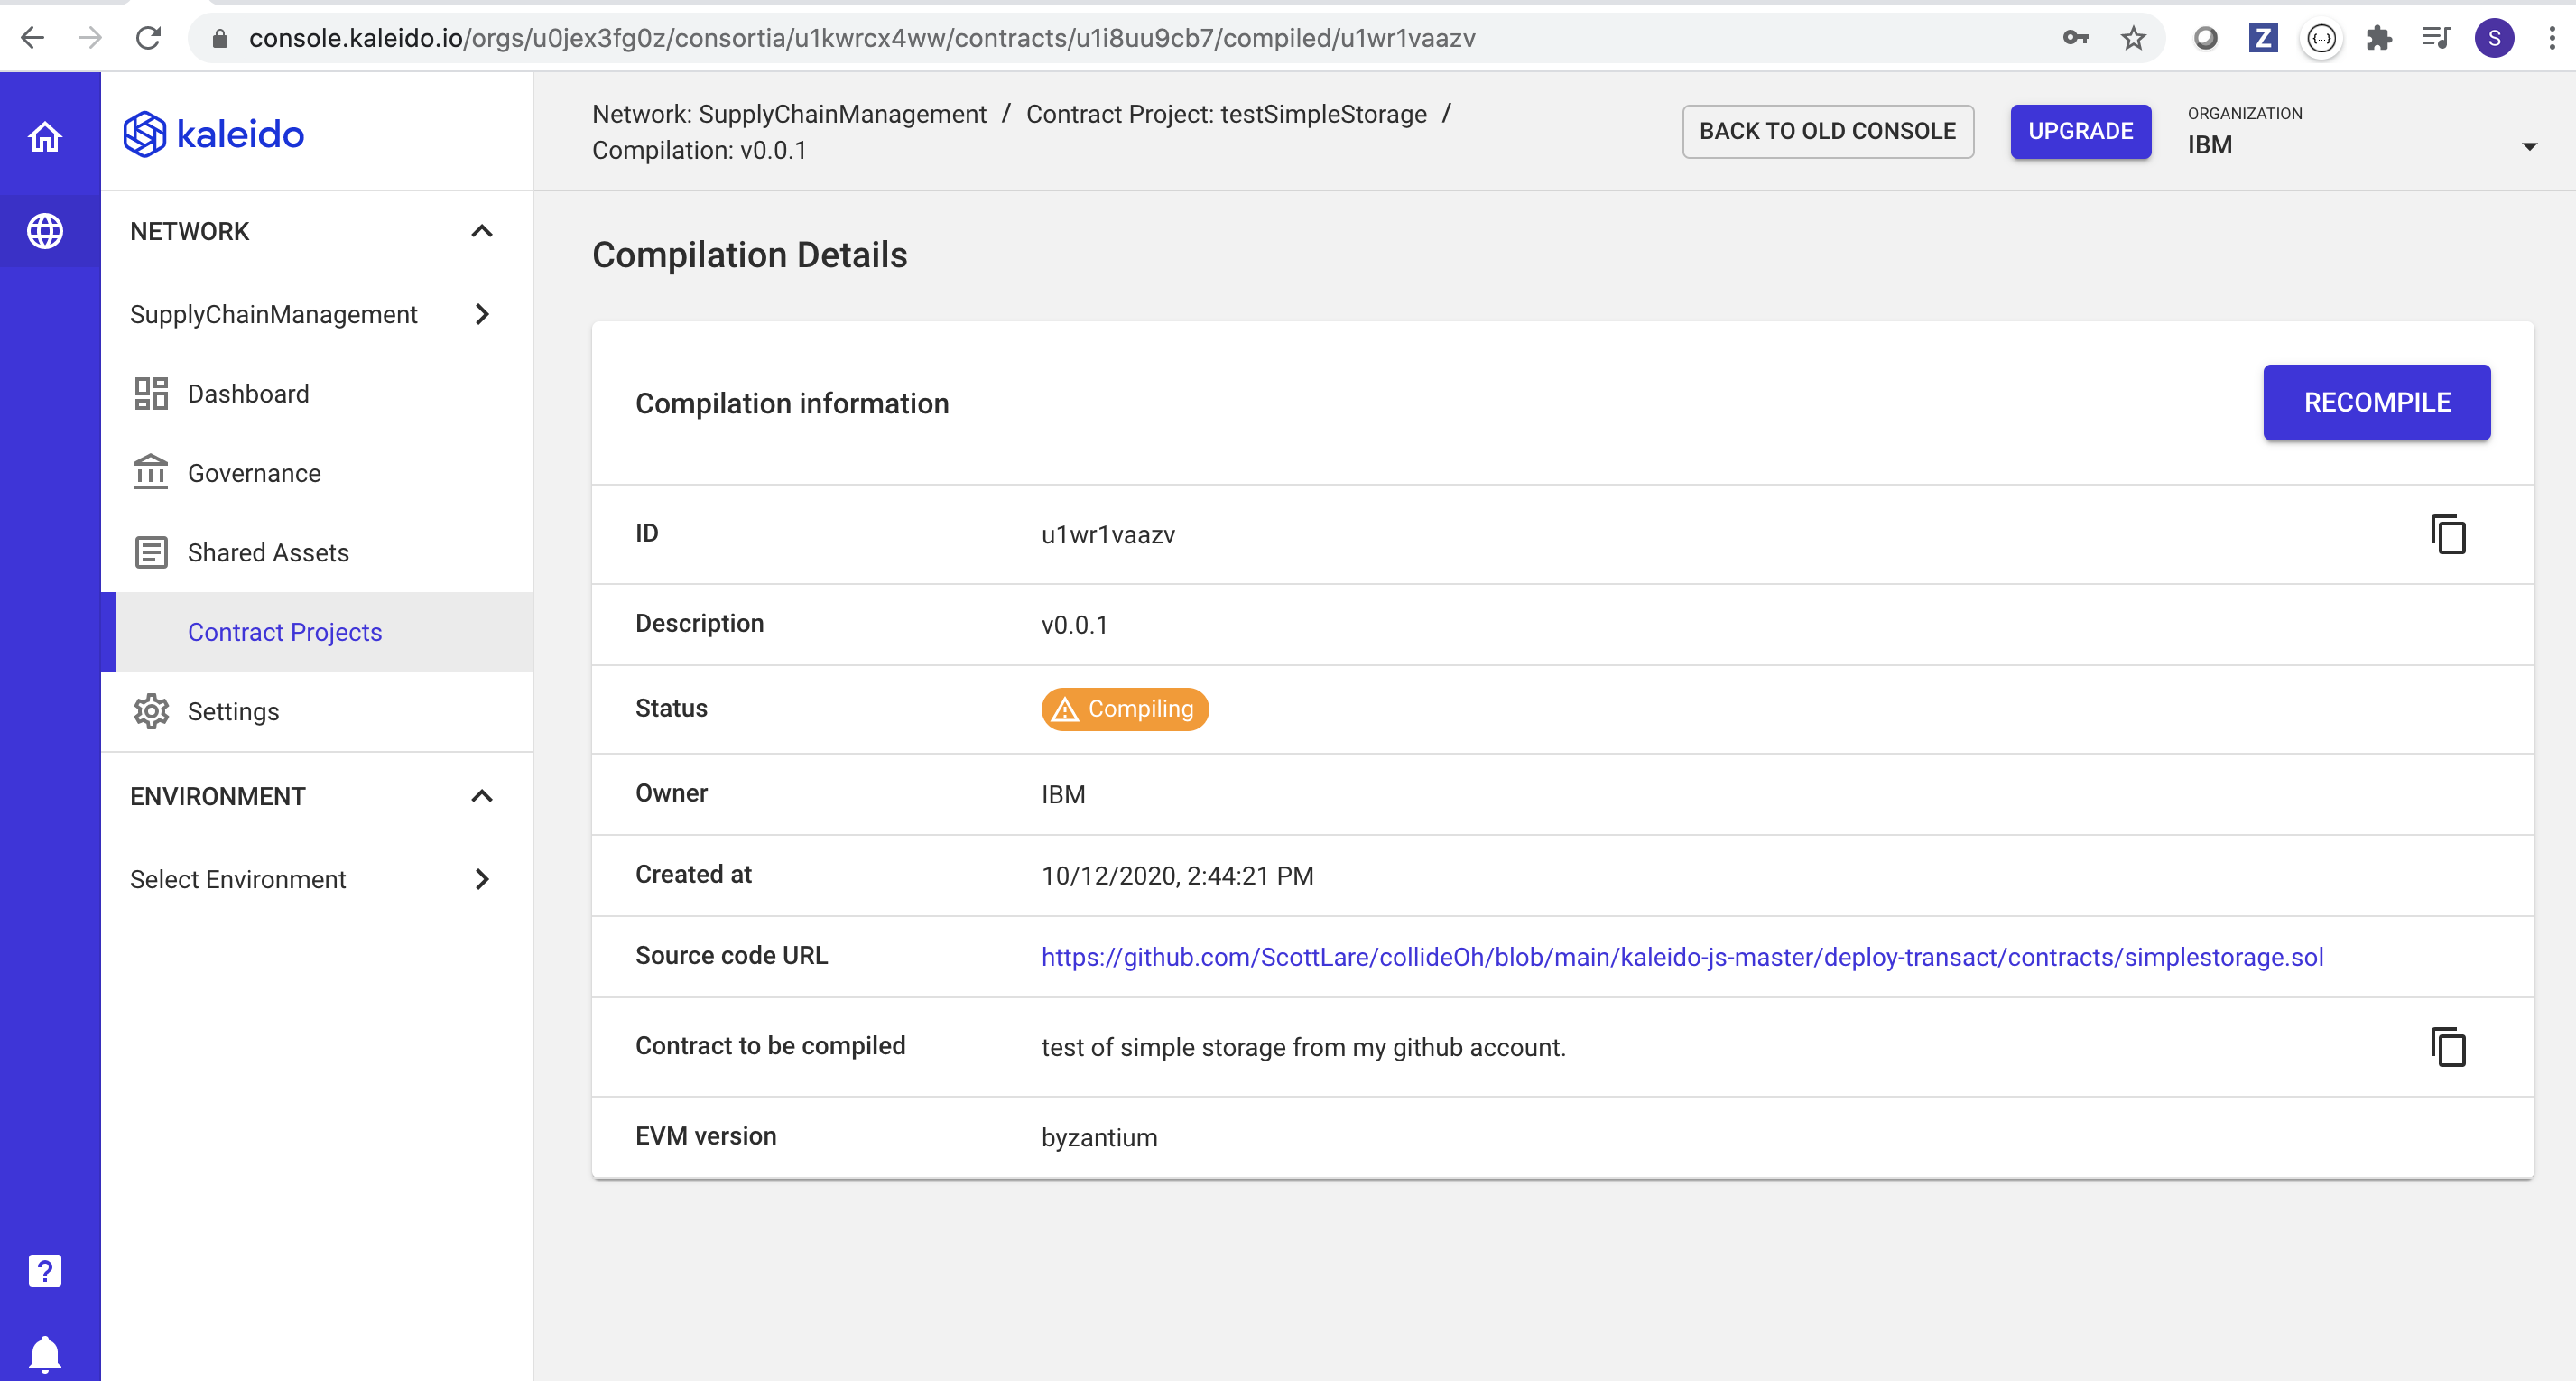 console.kaleido.io/orgs/u0jex3fg0z/consortia/u1kwrcx4ww/contracts/u1i8uu9cb7/compiled/u1wr1vaazv
Z
{...}
S
kaleido
Network: SupplyChainManagement / Contract Project: testSimpleStorage /
Compilation: v0.0.1
BACK TO OLD CONSOLE
UPGRADE
ORGANIZATION
IBM
NETWORK
SupplyChainManagement
Dashboard
Governance
Shared Assets
Contract Projects
Settings
ENVIRONMENT
Select Environment
?
Compilation Details
Compilation information
RECOMPILE
ID u1wr1vaazv
Description v0.0.1
Status Compiling
Owner IBM
Created at 10/12/2020, 2:44:21 PM
Source code URL https://github.com/ScottLare/collideOh/blob/main/kaleido-js-master/deploy-transact/contracts/simplestorage.sol
Contract to be compiled test of simple storage from my github account.
EVM version byzantium